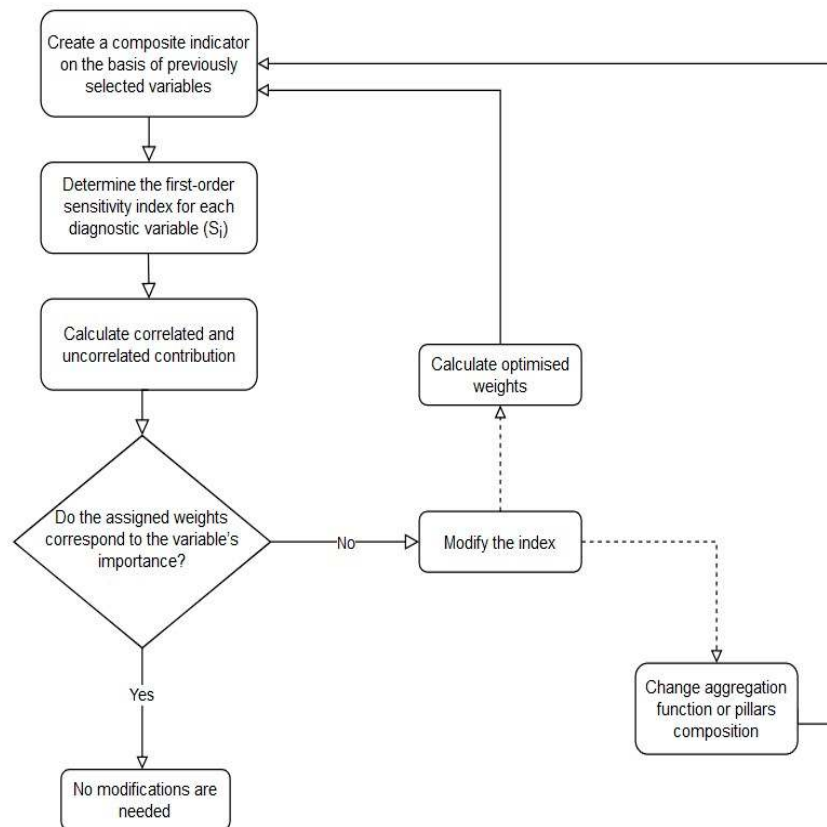 Create a composite indicator
on the basis of previously
selected variables
Determine the first-order
sensitivity index for each
diagnostic variable (Si)
Calculate correlated and
uncorrelated contribution
Calculate optimised
weights
Do the assigned weights
correspond to the variable's
importance?
No
Modify the index
Yes
Change aggregation
function or pillars
composition
No modifications are
needed